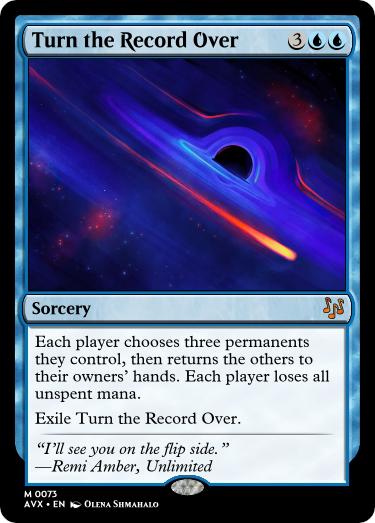 Turn the Record Over 3
Sorcery
Each player chooses three permanents
they control, then returns the others to
their owners' hands. Each player loses all
unspent mana.
Exile Turn the Record Over.
“I'll see you on the flip side.”
—Remi Amber, Unlimited
M 0073
AVX • EN Olena Shmahalo